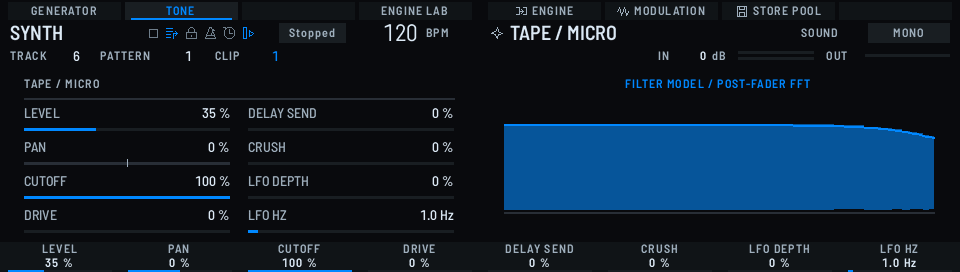 GENERATOR TONE ENGINE LAB ENGINE MODULATION STORE POOL
SYNTH Stopped 120 BPM TAPE / MICRO SOUND MONO
TRACK 6 PATTERN 1 CLIP 1 IN 0 dB OUT
TAPE / MICRO FILTER MODEL / POST-FADER FFT
LEVEL 35 % DELAY SEND 0 %
PAN 0 % CRUSH 0 %
CUTOFF 100 % LFO DEPTH 0 %
DRIVE 0 % LFO HZ 1.0 Hz
LEVEL PAN CUTOFF DRIVE DELAY SEND CRUSH LFO DEPTH LFO HZ
35 % 0 % 100 % 0 % 0 % 0 % 0 % 1.0 Hz